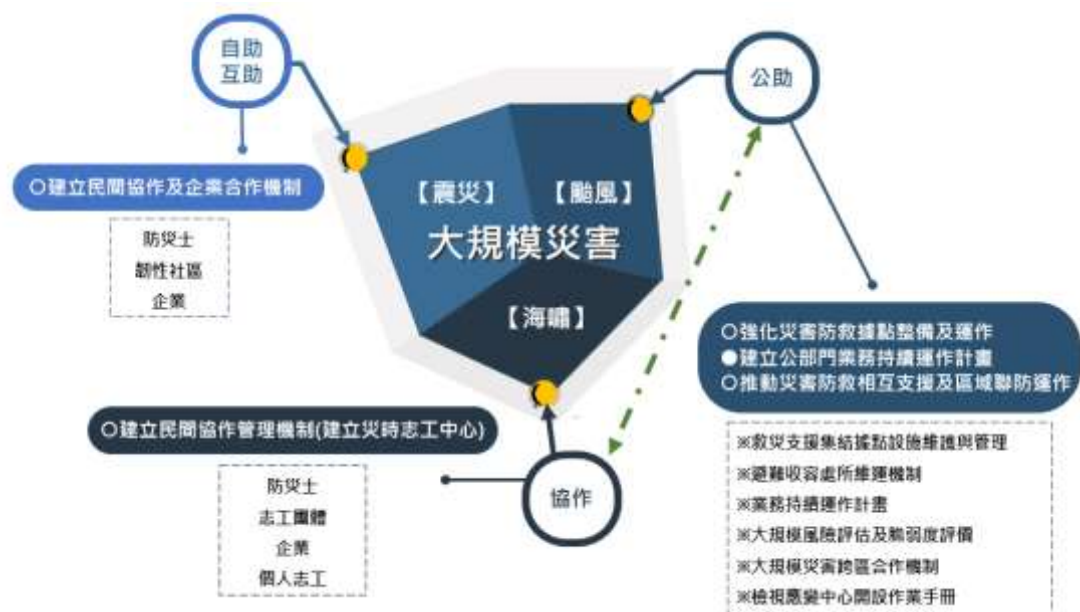 自助
互助
公助
○建立民間協作及企業合作機制
防災士
韌性社區
企業
【震災】
【颱風】
大規模災害
【海嘯】
○強化災害防救據點整備及運作
●建立公部門業務持續運作計畫
○推動災害防救相互支援及區域聯防運作
○建立民間協作管理機制(建立災時志工中心)
防災士
志工團體
企業
個人志工
協作
※救災支援集結據點設施維護與管理
※避難收容處所維運機制
※業務持續運作計畫
※大規模風險評估及脆弱度評價
※大規模災害跨區合作機制
※檢視應變中心開設作業手冊